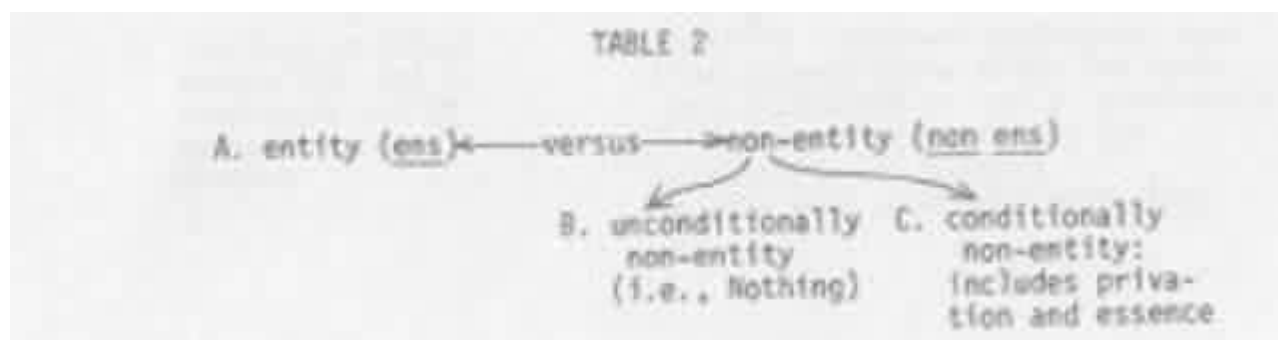 TABLE 2
A. entity (ens) versus non-entity (non ens)
B. unconditionally C. conditionally
non-entity non-entity:
(i.e., Nothing) includes priva-
tion and essence